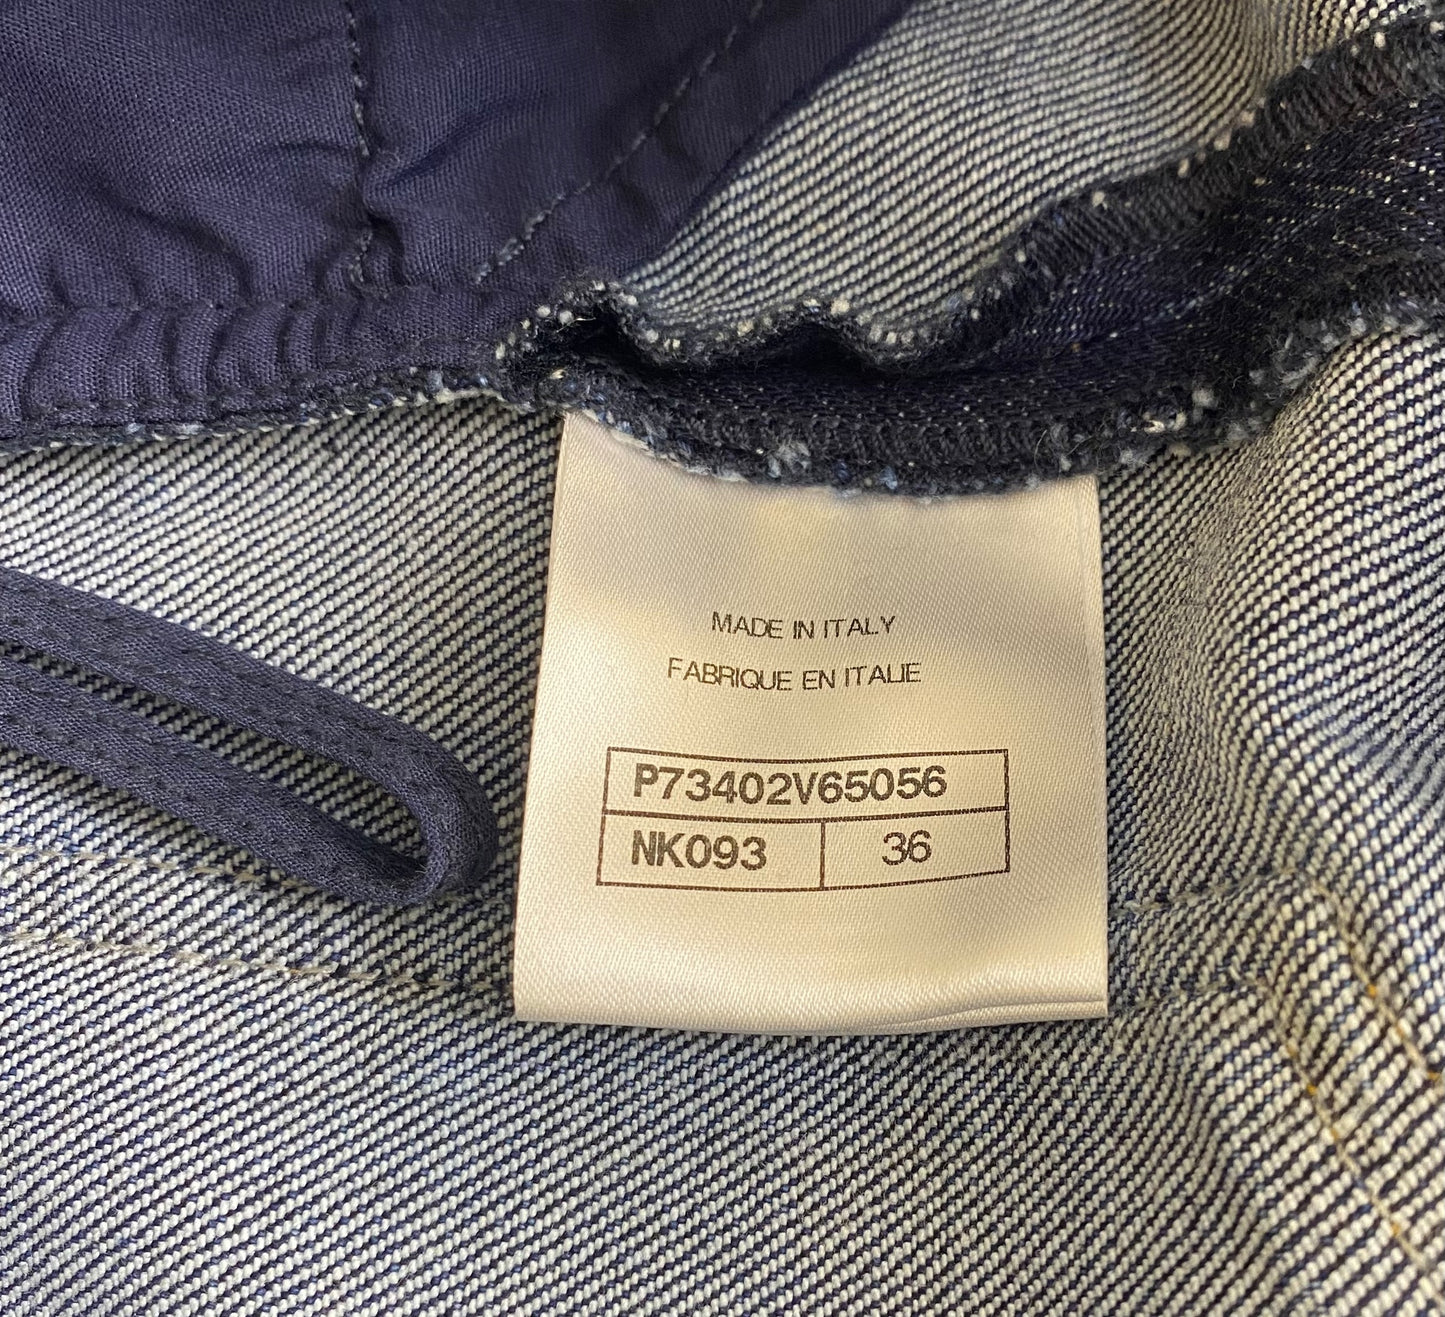 MADE IN ITALY
FABRIQUE EN ITALIE
P73402V65056
NK093 36